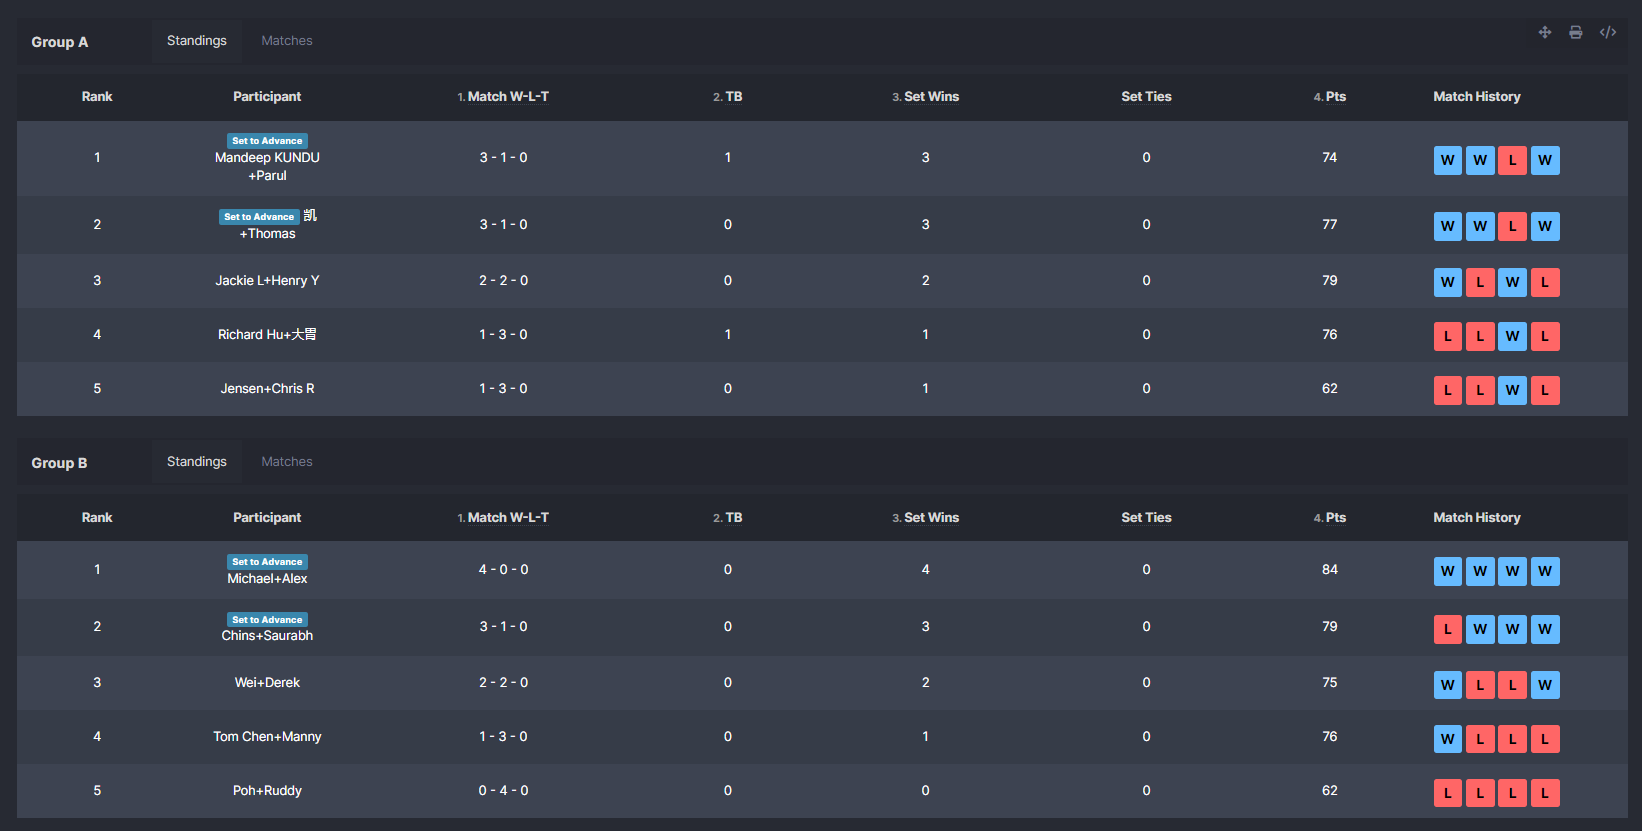 Group A Standings Matches
Rank Participant 1. Match W-L-T 2. TB 3. Set Wins Set Ties 4. Pts Match History
Set to Advance
1 Mandeep KUNDU 3 - 1 - 0 1 3 0 74 W W L W
+Parul
Set to Advance 凯
2 +Thomas 3 - 1 - 0 0 3 0 77 W W L W
3 Jackie L+Henry Y 2 - 2 - 0 0 2 0 79 W L W L
4 Richard Hu+大胃 1 - 3 - 0 1 1 0 76 L L W L
5 Jensen+Chris R 1 - 3 - 0 0 1 0 62 L L W L
Group B Standings Matches
Rank Participant 1. Match W-L-T 2. TB 3. Set Wins Set Ties 4. Pts Match History
Set to Advance
1 Michael+Alex 4 - 0 - 0 0 4 0 84 W W W W
Set to Advance
2 Chins+Saurabh 3 - 1 - 0 0 3 0 79 L W W W
3 Wei+Derek 2 - 2 - 0 0 2 0 75 W L L W
4 Tom Chen+Manny 1 - 3 - 0 0 1 0 76 W L L L
5 Poh+Ruddy 0 - 4 - 0 0 0 0 62 L L L L